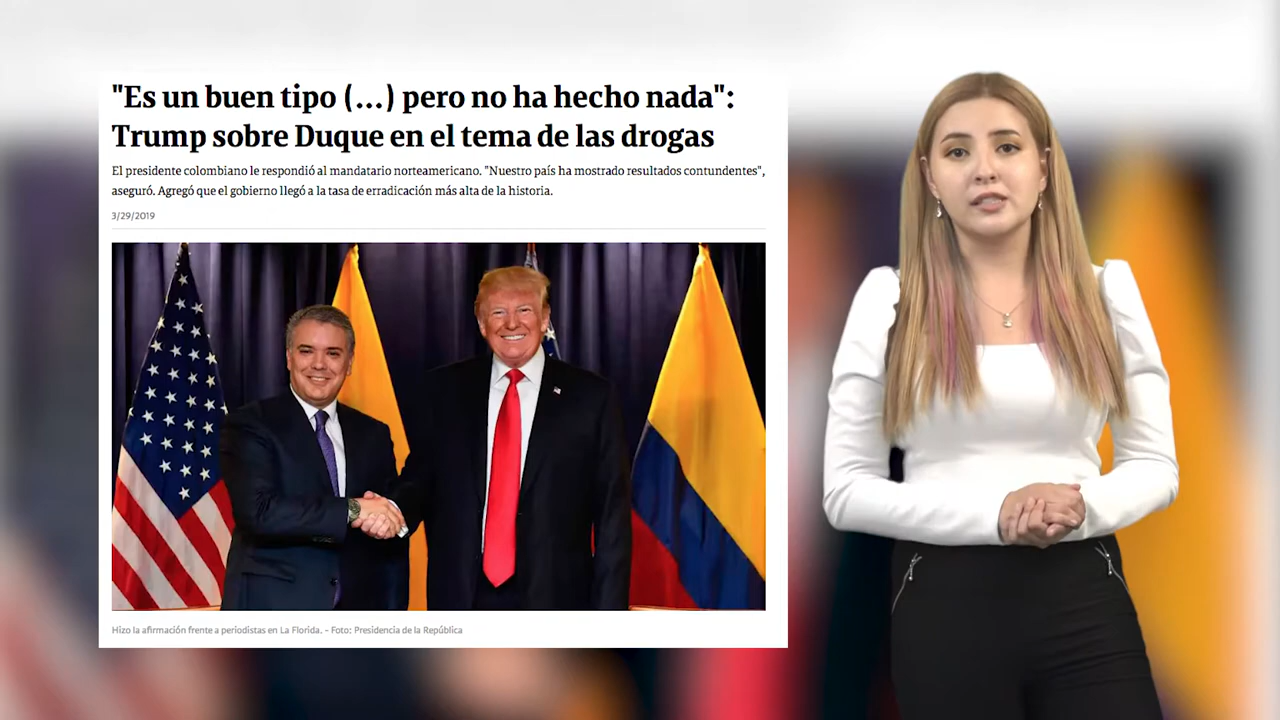 "Es un buen tipo (...) pero no ha hecho nada":
Trump sobre Duque en el tema de las drogas
El presidente colombiano le respondió al mandatario norteamericano. "Nuestro país ha mostrado resultados contundentes",
aseguró. Agregó que el gobierno llegó a la tasa de erradicación más alta de la historia.
3/29/2019
Hizo la afirmación frente a periodistas en La Florida. - Foto: Presidencia de la República